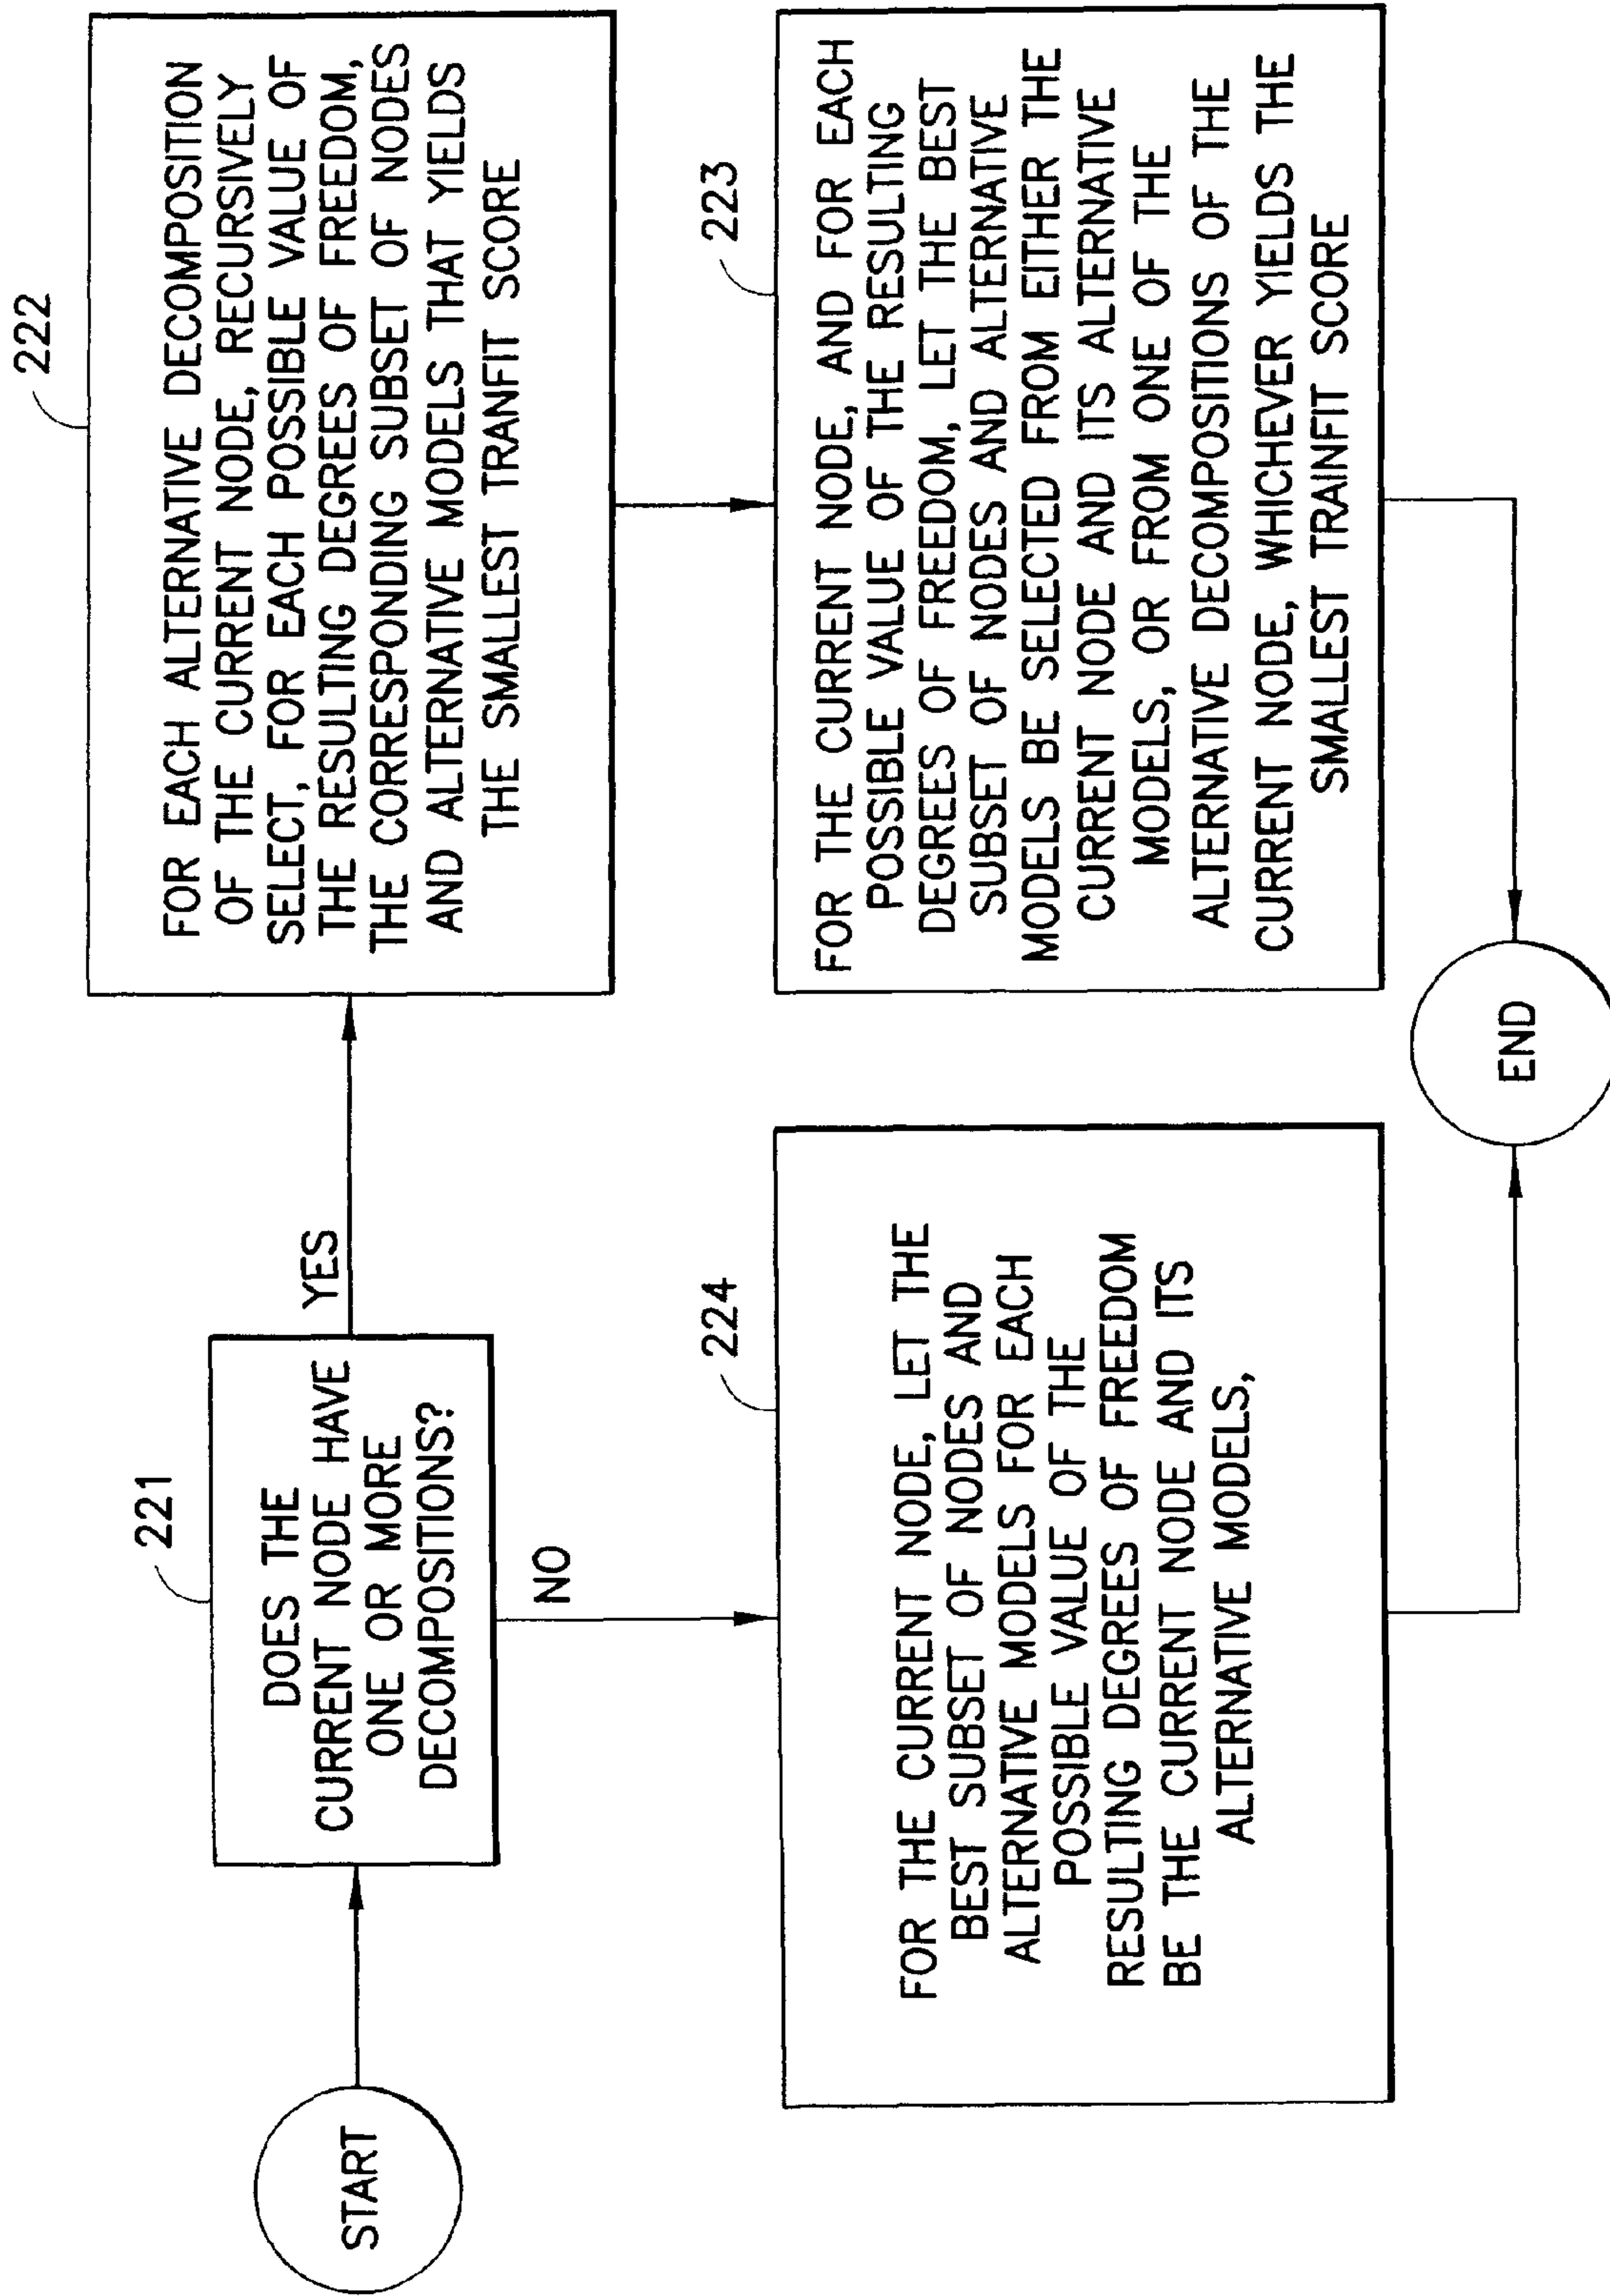 START
221
DOES THE
CURRENT NODE HAVE
ONE OR MORE
DECOMPOSITIONS?
YES
NO
222
FOR EACH ALTERNATIVE DECOMPOSITION
OF THE CURRENT NODE, RECURSIVELY
SELECT, FOR EACH POSSIBLE VALUE OF
THE RESULTING DEGREES OF FREEDOM,
THE CORRESPONDING SUBSET OF NODES
AND ALTERNATIVE MODELS THAT YIELDS
THE SMALLEST TRANFIT SCORE
224
FOR THE CURRENT NODE, LET THE
BEST SUBSET OF NODES AND
ALTERNATIVE MODELS FOR EACH
POSSIBLE VALUE OF THE
RESULTING DEGREES OF FREEDOM
BE THE CURRENT NODE AND ITS
ALTERNATIVE MODELS,
223
FOR THE CURRENT NODE, AND FOR EACH
POSSIBLE VALUE OF THE RESULTING
DEGREES OF FREEDOM, LET THE BEST
SUBSET OF NODES AND ALTERNATIVE
MODELS BE SELECTED FROM EITHER THE
CURRENT NODE AND ITS ALTERNATIVE
MODELS, OR FROM ONE OF THE
ALTERNATIVE DECOMPOSITIONS OF THE
CURRENT NODE, WHICHEVER YIELDS THE
SMALLEST TRAINFIT SCORE
END